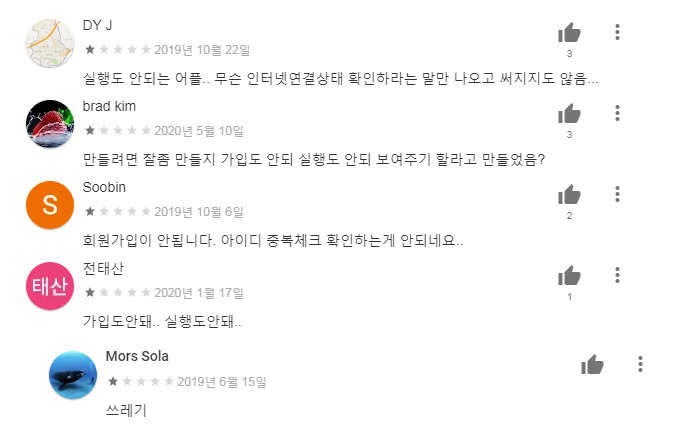 DY J
2019년 10월 22일
3
실행도 안되는 어플.. 무슨 인터넷연결상태 확인하라는 말만 나오고 써지지도 않음...
brad kim
2020년 5월 10일
3
만들려면 잘좀 만들지 가입도 안되 실행도 안되 보여주기 할라고 만들었음?
S
Soobin
2019년 10월 6일
2
회원가입이 안됩니다. 아이디 중복체크 확인하는게 안되네요..
태산
전태산
2020년 1월 17일
1
가입도안돼.. 실행도안돼..
Mors Sola
2019년 6월 15일
쓰레기